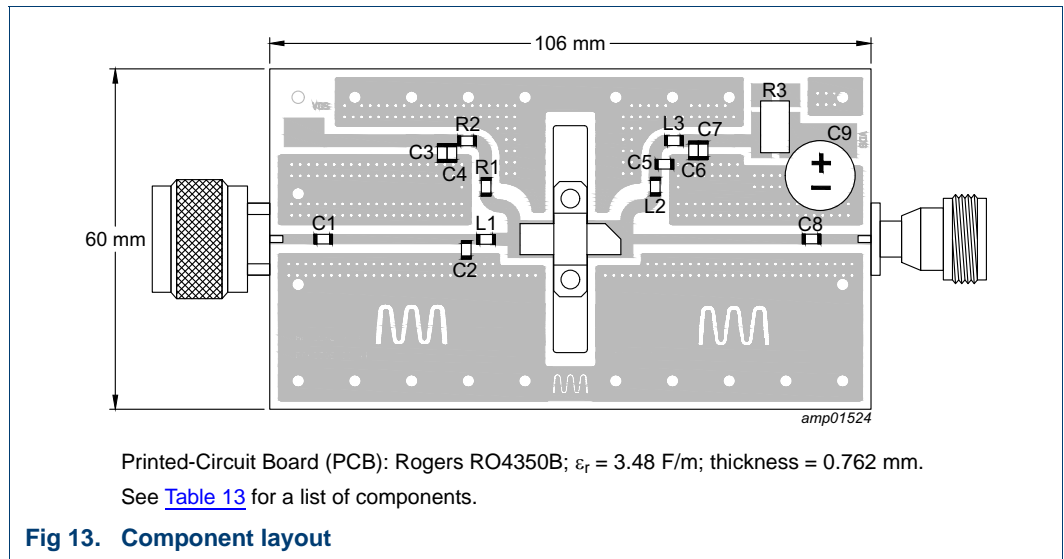 106 mm
60 mm
VGS
R3
R2
L3
C7
C9
VDS
C3
C4
C5
C6
R1
L2
+
–
C1
L1
C8
C2
amp01524
Printed-Circuit Board (PCB): Rogers RO4350B; εr = 3.48 F/m; thickness = 0.762 mm.
See Table 13 for a list of components.
Fig 13. Component layout